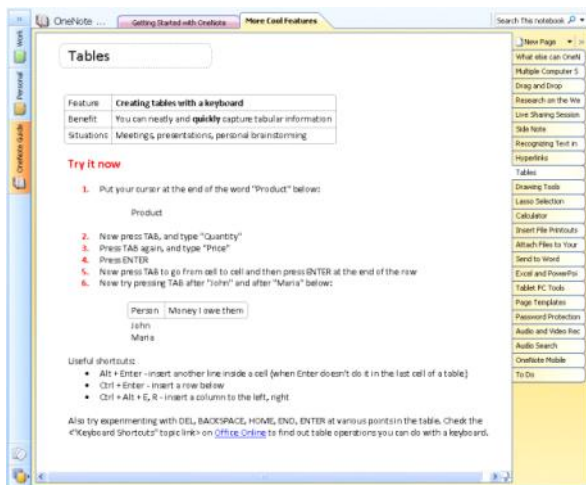 OneNote ...
Getting Started with OneNote
More Cool Features
Search This notebook
Work
Personal
OneNote Guide
Tables
Feature Creating tables with a keyboard
Benefit You can neatly and quickly capture tabular information
Situations Meetings, presentations, personal brainstorming
Try it now
1. Put your cursor at the end of the word "Product" below:
Product
2. Now press TAB, and type "Quantity"
3. Press TAB again, and type "Price"
4. Press ENTER
5. Now press TAB to go from cell to cell and then press ENTER at the end of the row
6. Now try pressing TAB after "John" and after "Maria" below:
Person Money I owe them
John
Maria
Useful shortcuts:
• Alt + Enter - insert another line inside a cell (when Enter doesn't do it in the last cell of a table)
• Ctrl + Enter - insert a row below
• Ctrl + Alt + E, R - insert a column to the left, right
Also try experimenting with DEL, BACKSPACE, HOME, END, ENTER at various points in the table. Check the
<"Keyboard Shortcuts" topic link> on Office Online to find out table operations you can do with a keyboard.
New Page
What else can OneN
Multiple Computer S
Drag and Drop
Research on the We
Live Sharing Session
Side Note
Recognizing Text in
Hyperlinks
Tables
Drawing Tools
Lasso Selection
Calculator
Insert File Printouts
Attach Files to Your
Send to Word
Excel and PowerPoi
Tablet PC Tools
Page Templates
Password Protection
Audio and Video Rec
Audio Search
OneNote Mobile
To Do